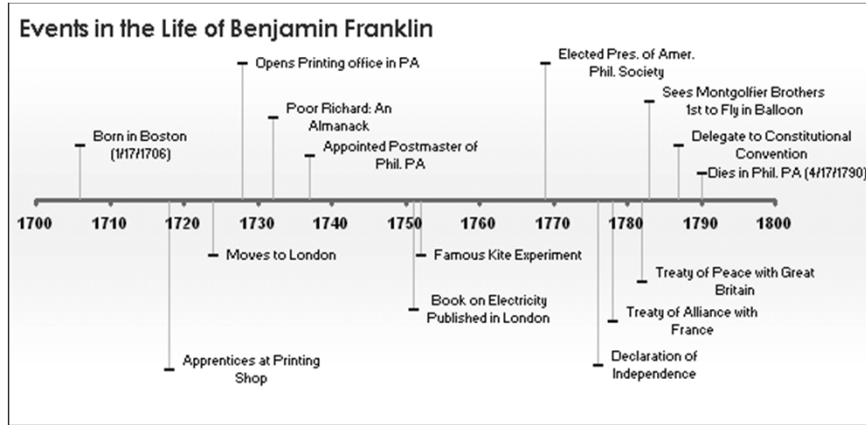 Events in the Life of Benjamin Franklin
Opens Printing office in PA
Elected Pres. of Amer.
Phil. Society
Sees Montgolfier Brothers
1st to Fly in Balloon
Poor Richard: An
Almanack
Born in Boston
(1/17/1706)
Appointed Postmaster of
Phil. PA
Delegate to Constitutional
Convention
Dies in Phil. PA (4/17/1790)
1700 1710 1720 1730 1740 1750 1760 1770 1780 1790 1800
Moves to London
Famous Kite Experiment
Treaty of Peace with Great
Britain
Book on Electricity
Published in London
Treaty of Alliance with
France
Apprentices at Printing
Shop
Declaration of
Independence